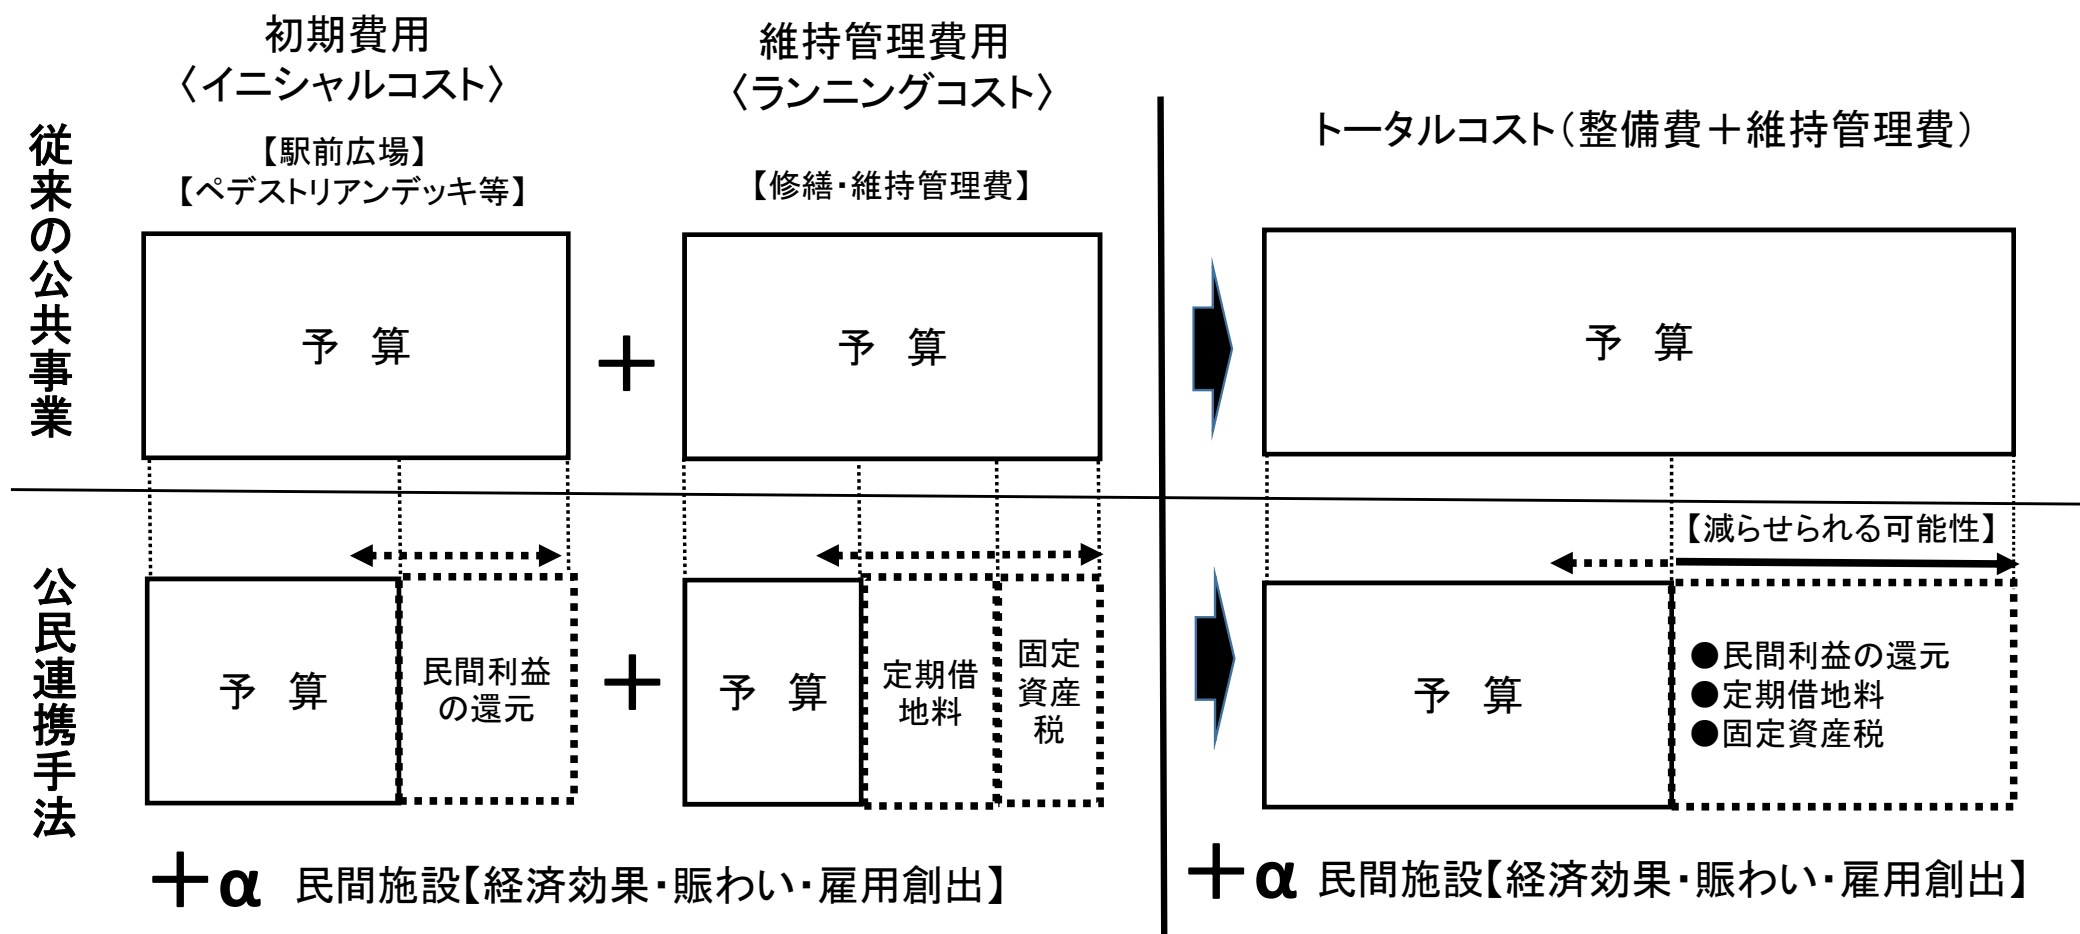 初期費用
〈イニシャルコスト〉
【駅前広場】
【ペデストリアンデッキ等】
維持管理費用
〈ランニングコスト〉
【修繕・維持管理費】
トータルコスト（整備費＋維持管理費）
従来の公共事業
予 算
＋
予 算
予 算
【減らせられる可能性】
公民連携手法
予 算
民間利益
の還元
＋
予 算
定期借
地料
固定
資産
税
予 算
●民間利益の還元
●定期借地料
●固定資産税
＋α 民間施設【経済効果・賑わい・雇用創出】
＋α 民間施設【経済効果・賑わい・雇用創出】